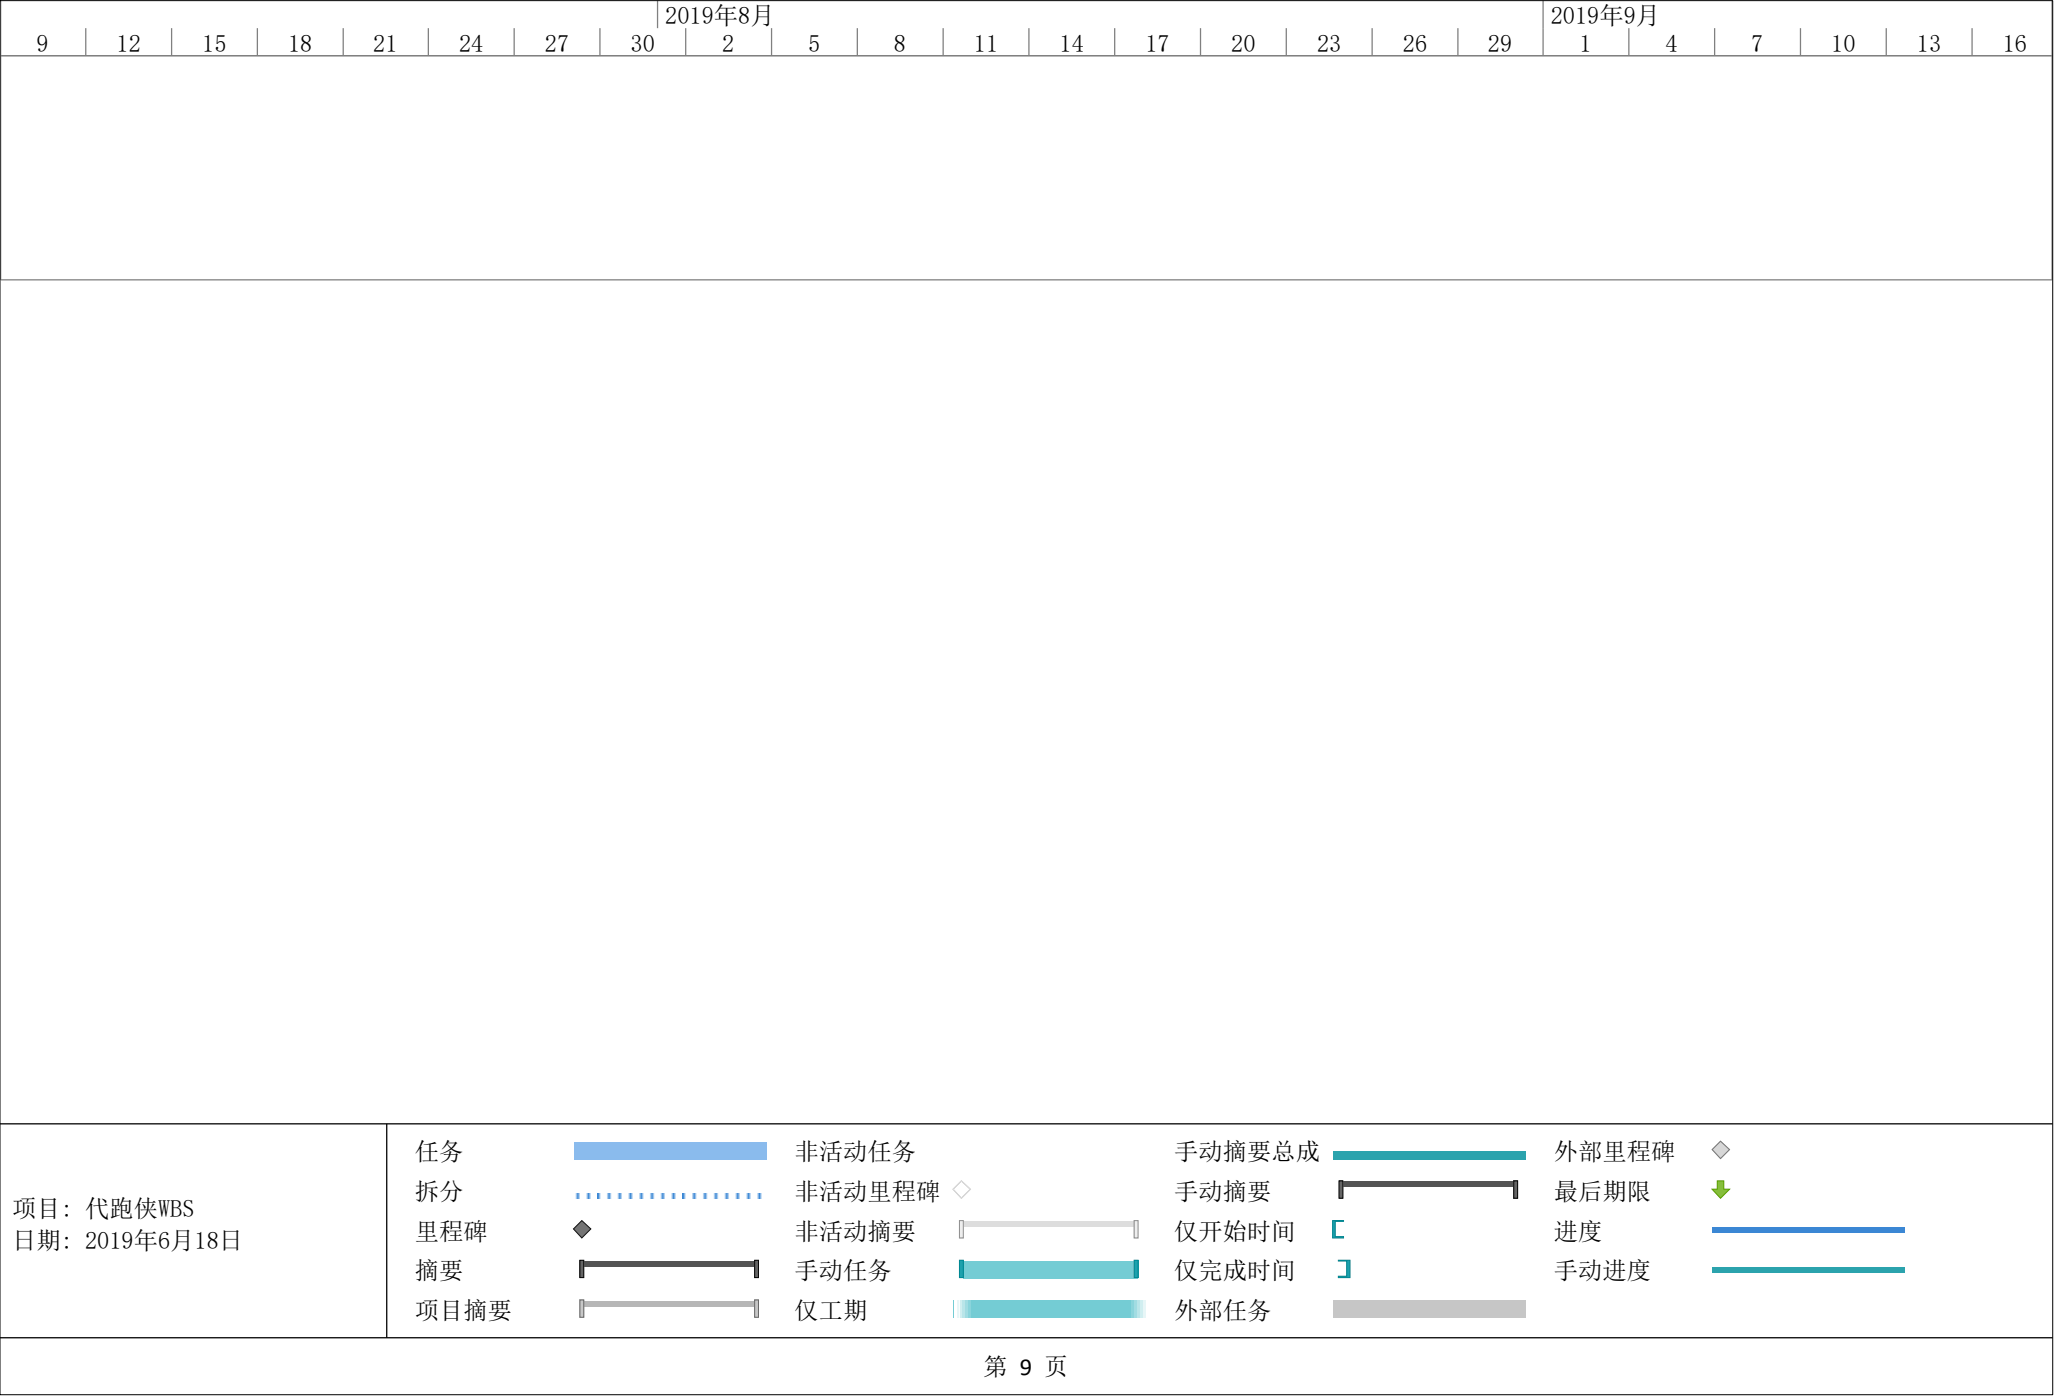 2019年8月 2019年9月
9 12 15 18 21 24 27 30 2 5 8 11 14 17 20 23 26 29 1 4 7 10 13 16
项目: 代跑侠WBS
日期: 2019年6月18日
任务 非活动任务 手动摘要总成 外部里程碑
拆分 非活动里程碑 手动摘要 最后期限
里程碑 非活动摘要 仅开始时间 进度
摘要 手动任务 仅完成时间 手动进度
项目摘要 仅工期 外部任务
第 9 页